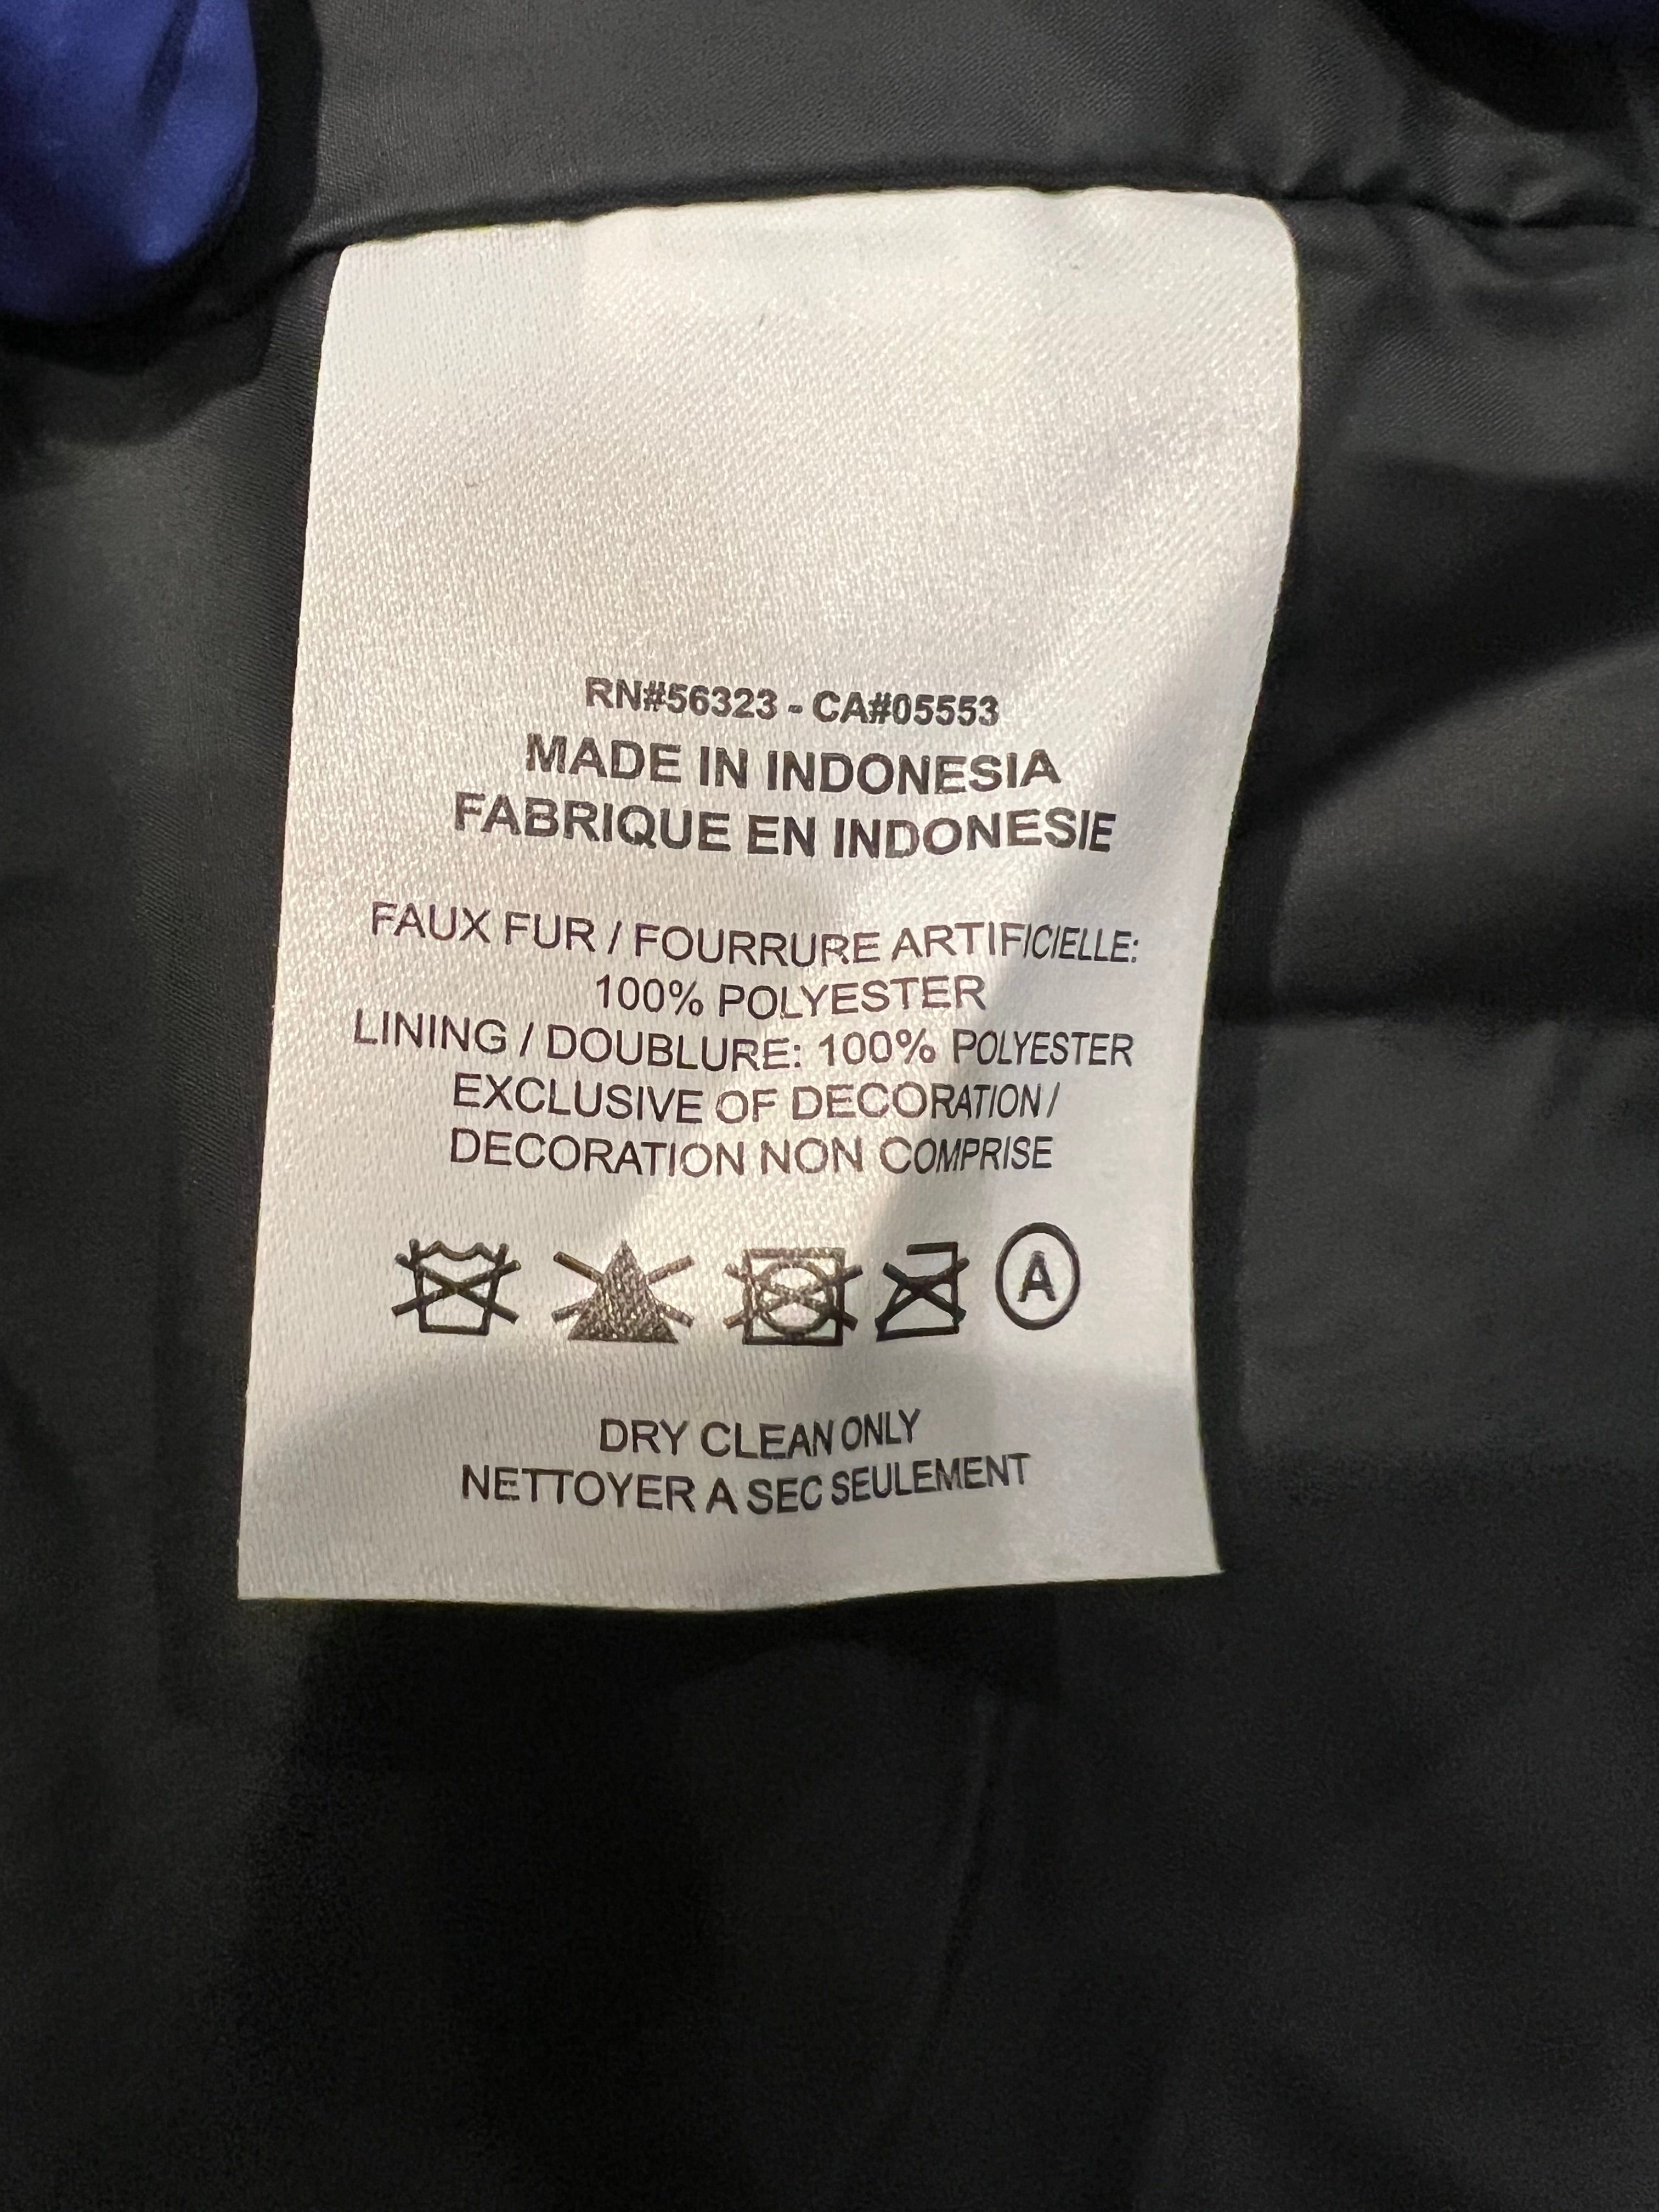 RN#56323 - CA#05553
MADE IN INDONESIA
FABRIQUE EN INDONESIE
FAUX FUR / FOURRURE ARTIFICIELLE:
100% POLYESTER
LINING / DOUBLURE: 100% POLYESTER
EXCLUSIVE OF DECORATION /
DECORATION NON COMPRISE
A
DRY CLEAN ONLY
NETTOYER A SEC SEULEMENT